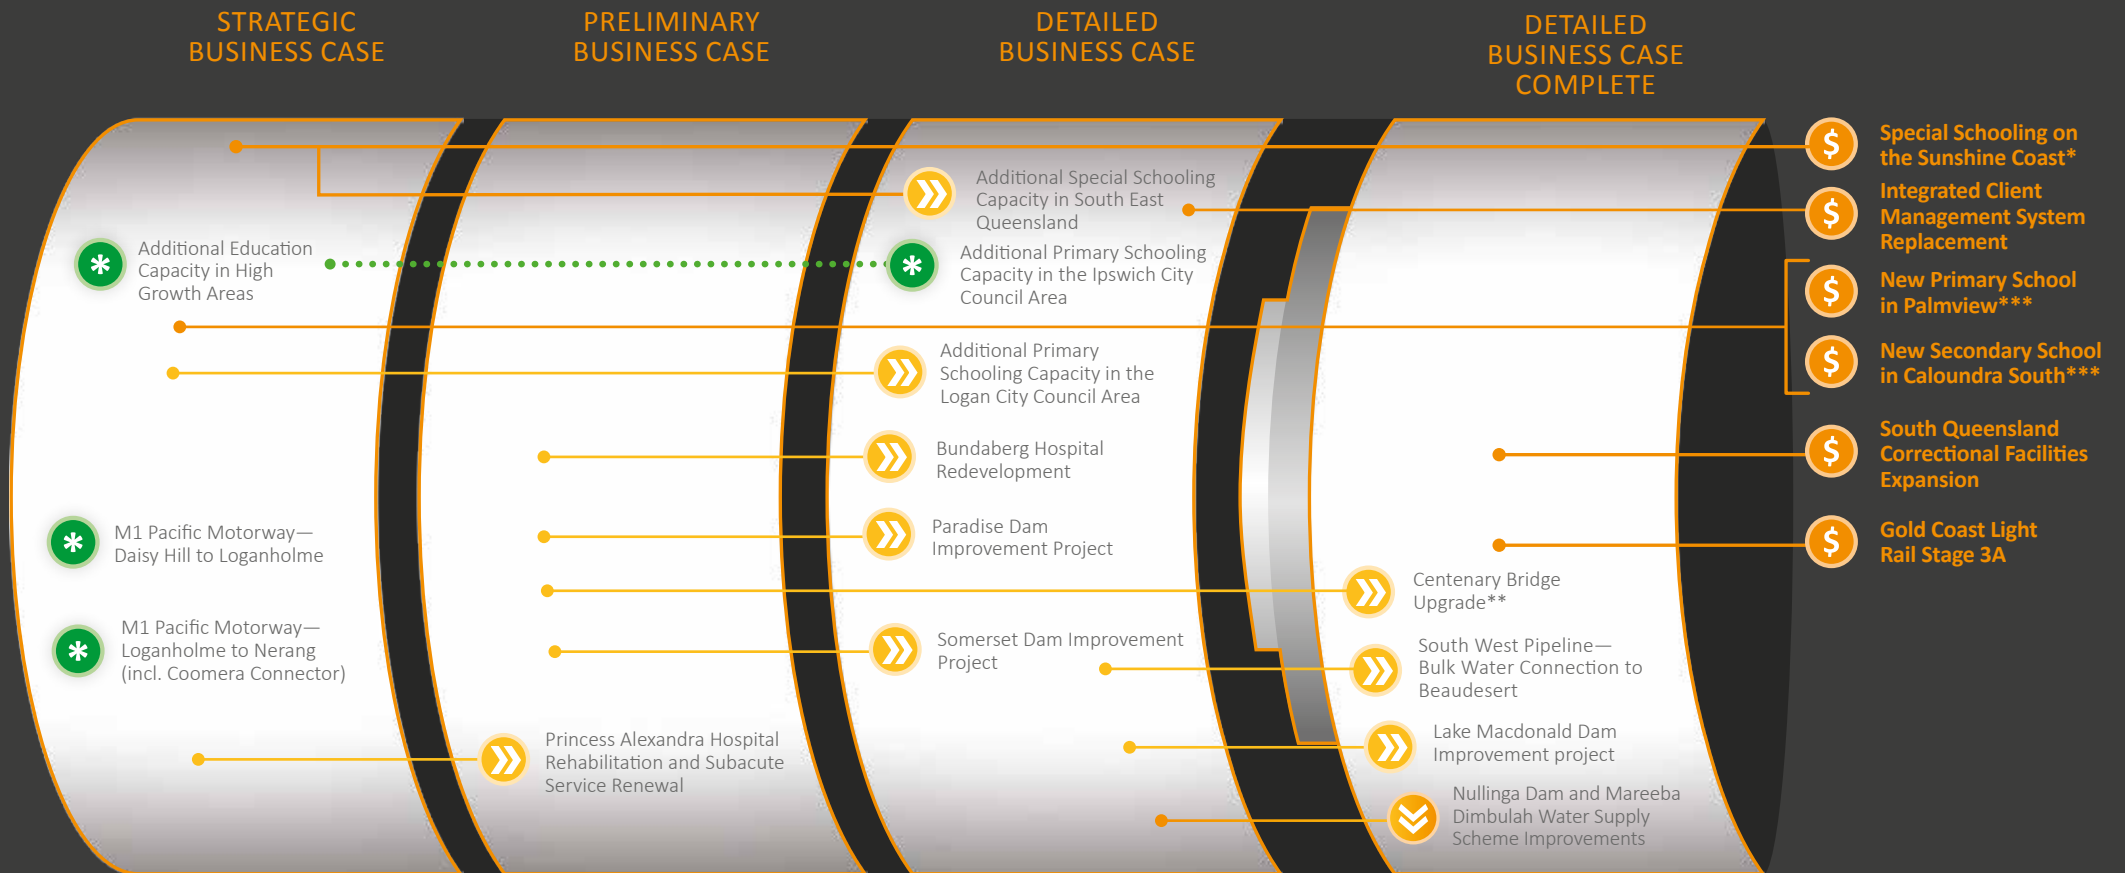 STRATEGIC
BUSINESS CASE
PRELIMINARY
BUSINESS CASE
DETAILED
BUSINESS CASE
DETAILED
BUSINESS CASE
COMPLETE
*
Additional Education
Capacity in High
Growth Areas
*
M1 Pacific Motorway—
Daisy Hill to Loganholme
*
M1 Pacific Motorway—
Loganholme to Nerang
(incl. Coomera Connector)
Princess Alexandra Hospital
Rehabilitation and Subacute
Service Renewal
Additional Special Schooling
Capacity in South East
Queensland
*
Additional Primary Schooling
Capacity in the Ipswich City
Council Area
Additional Primary
Schooling Capacity in the
Logan City Council Area
Bundaberg Hospital
Redevelopment
Paradise Dam
Improvement Project
Somerset Dam Improvement
Project
Centenary Bridge
Upgrade**
South West Pipeline—
Bulk Water Connection to
Beaudesert
Lake Macdonald Dam
Improvement project
Nullinga Dam and Mareeba
Dimbulah Water Supply
Scheme Improvements
$
Special Schooling on
the Sunshine Coast*
$
Integrated Client
Management System
Replacement
$
New Primary School
in Palmview***
$
New Secondary School
in Caloundra South***
$
South Queensland
Correctional Facilities
Expansion
$
Gold Coast Light
Rail Stage 3A